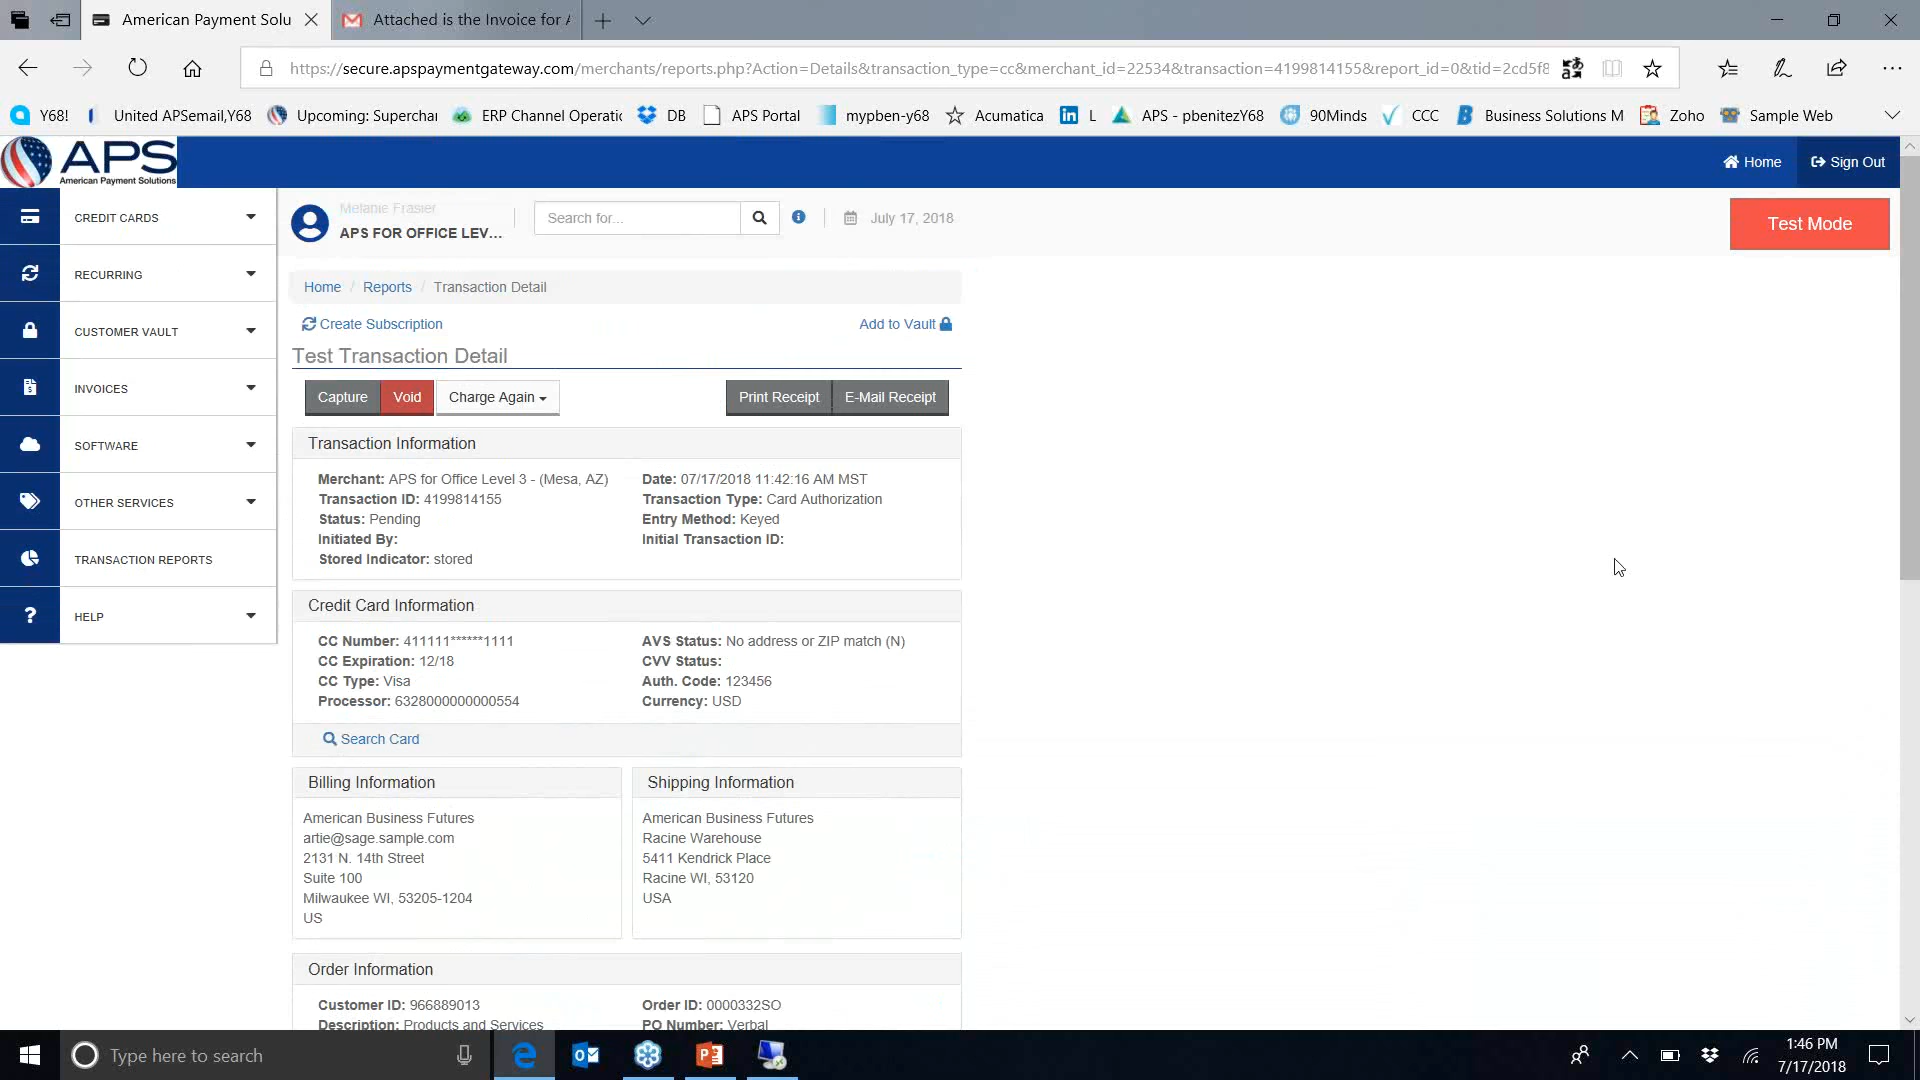 American Payment Solu
Attached is the Invoice for A
https://secure.apspaymentgateway.com/merchants/reports.php?Action=Details&transaction_type=cc&merchant_id=22534&transaction=4199814155&report_id=0&tid=2cd5f8
Y68! United APSemail,Y68 Upcoming: Superchar ERP Channel Operatic DB APS Portal mypben-y68 Acumatica L APS - pbenitezY68 90Minds CCC Business Solutions M Zoho Sample Web
APS
American Payment Solutions
Home Sign Out
CREDIT CARDS
RECURRING
CUSTOMER VAULT
INVOICES
SOFTWARE
OTHER SERVICES
TRANSACTION REPORTS
HELP
Melanie Frasier
APS FOR OFFICE LEV...
Search for...
July 17, 2018
Test Mode
Home / Reports / Transaction Detail
Create Subscription
Add to Vault
Test Transaction Detail
Capture Void Charge Again Print Receipt E-Mail Receipt
Transaction Information
Merchant: APS for Office Level 3 - (Mesa, AZ)
Transaction ID: 4199814155
Status: Pending
Initiated By:
Stored Indicator: stored
Date: 07/17/2018 11:42:16 AM MST
Transaction Type: Card Authorization
Entry Method: Keyed
Initial Transaction ID:
Credit Card Information
CC Number: 411111******1111
CC Expiration: 12/18
CC Type: Visa
Processor: 6328000000000554
AVS Status: No address or ZIP match (N)
CVV Status:
Auth. Code: 123456
Currency: USD
Search Card
Billing Information
American Business Futures
artie@sage.sample.com
2131 N. 14th Street
Suite 100
Milwaukee WI, 53205-1204
US
Shipping Information
American Business Futures
Racine Warehouse
5411 Kendrick Place
Racine WI, 53120
USA
Order Information
Customer ID: 966889013
Description: Products and Services
Order ID: 0000332SO
PO Number: Verbal
Type here to search
1:46 PM
7/17/2018